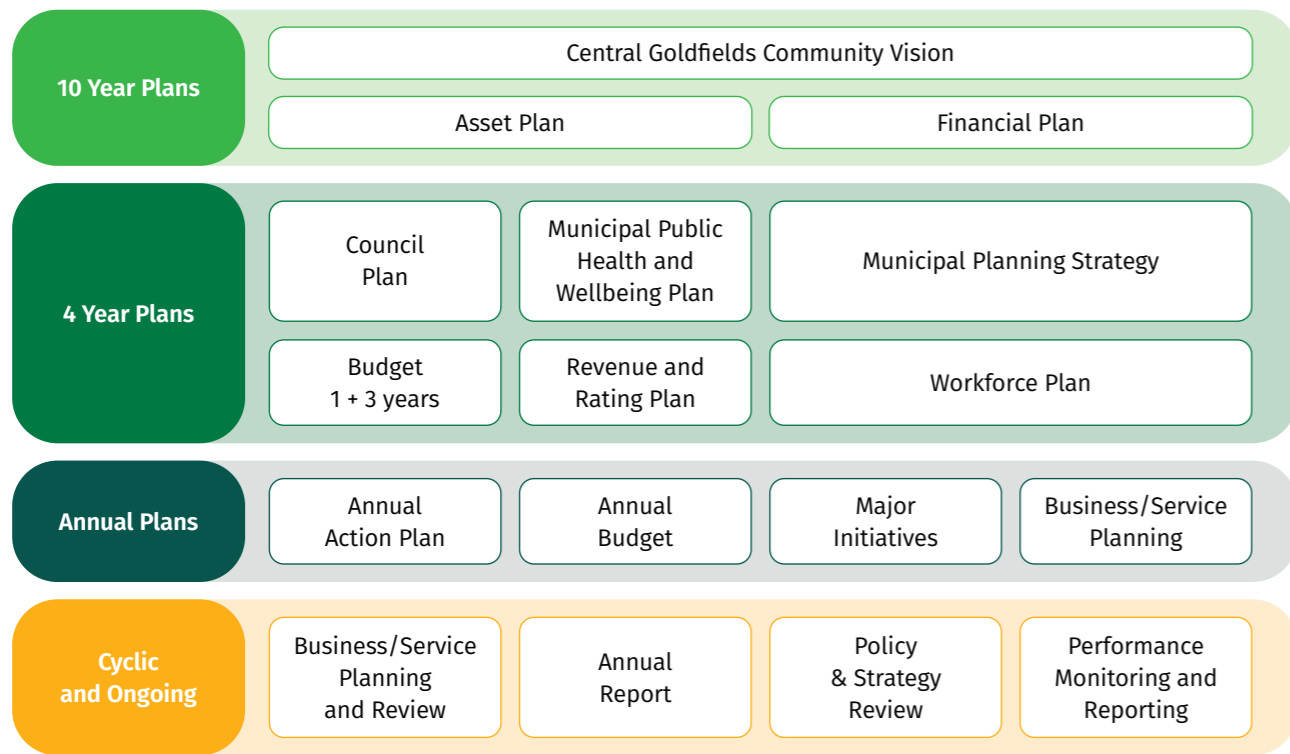 10 Year Plans
Central Goldfields Community Vision
Asset Plan
Financial Plan
4 Year Plans
Council
Plan
Municipal Public
Health and
Wellbeing Plan
Municipal Planning Strategy
Budget
1 + 3 years
Revenue and
Rating Plan
Workforce Plan
Annual Plans
Annual
Action Plan
Annual
Budget
Major
Initiatives
Business/Service
Planning
Cyclic
and Ongoing
Business/Service
Planning
and Review
Annual
Report
Policy
& Strategy
Review
Performance
Monitoring and
Reporting